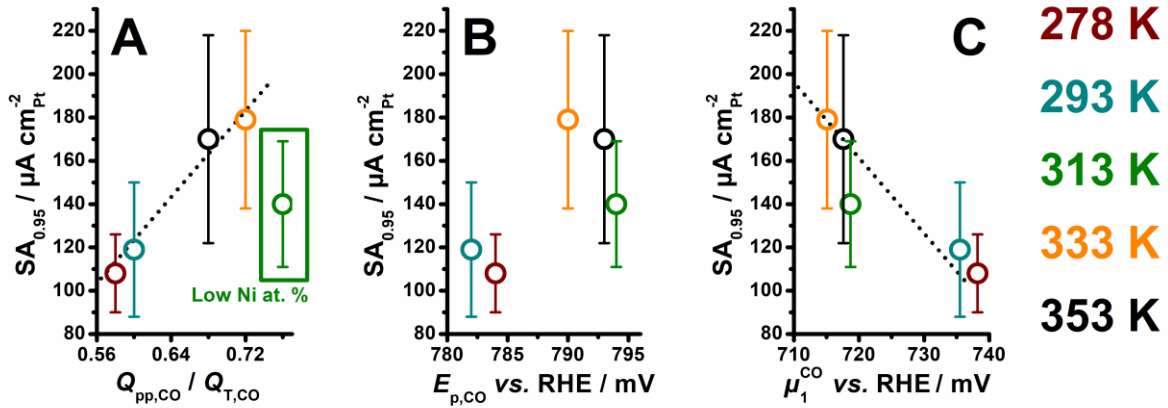 A
B
C
SA0.95 / µA cm-2Pt
220
200
180
160
140
120
100
80
0.56
0.64
0.72
Low Ni at. %
Qpp,CO / QT,CO
SA0.95 / µA cm-2Pt
220
200
180
160
140
120
100
80
780
785
790
795
Ep,CO vs. RHE / mV
SA0.95 / µA cm-2Pt
220
200
180
160
140
120
100
80
710
720
730
740
µ1CO vs. RHE / mV
278 K
293 K
313 K
333 K
353 K